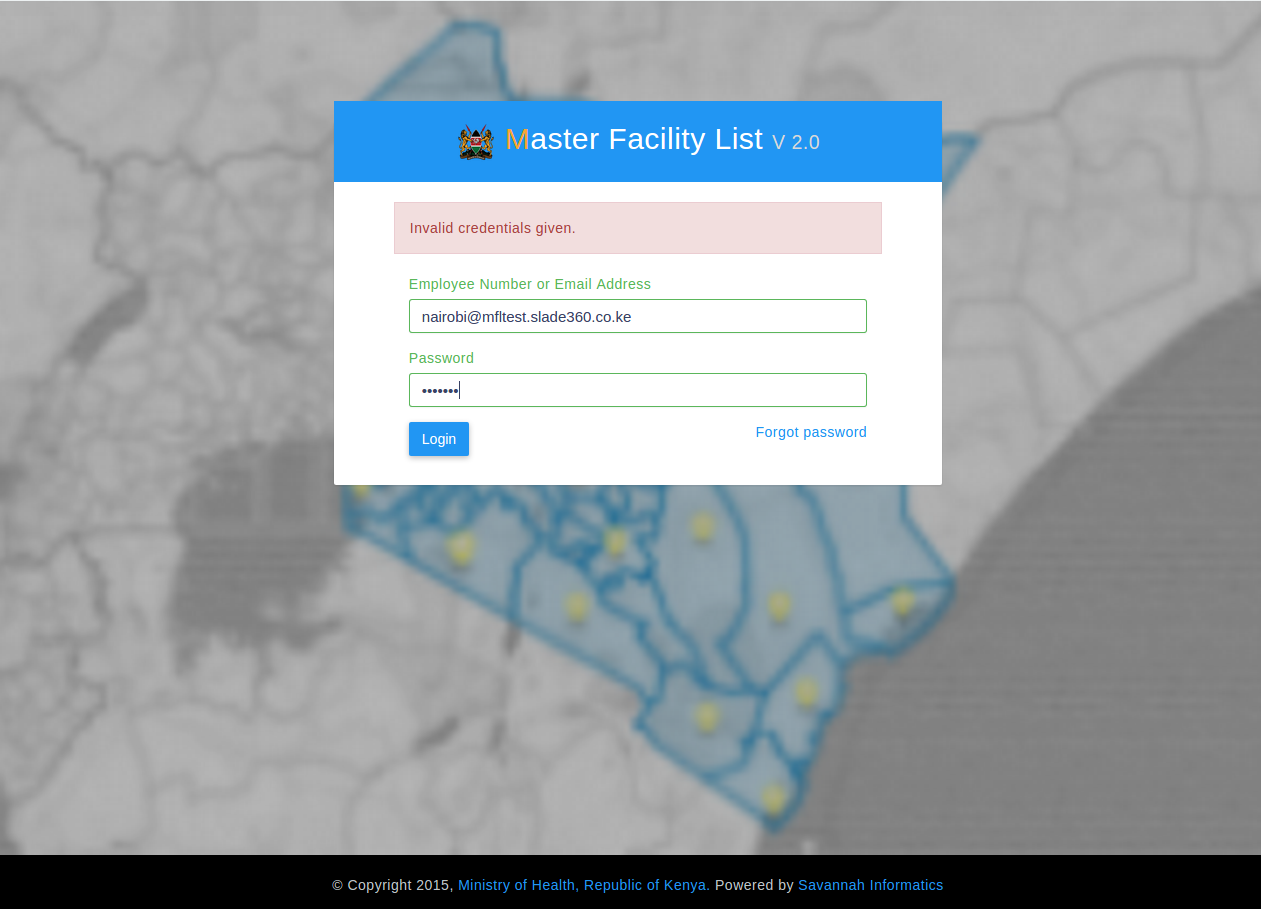 Master Facility List V 2.0
Invalid credentials given.
Employee Number or Email Address
nairobi@mfltest.slade360.co.ke
Password
•••••••
Login
Forgot password
© Copyright 2015, Ministry of Health, Republic of Kenya. Powered by Savannah Informatics